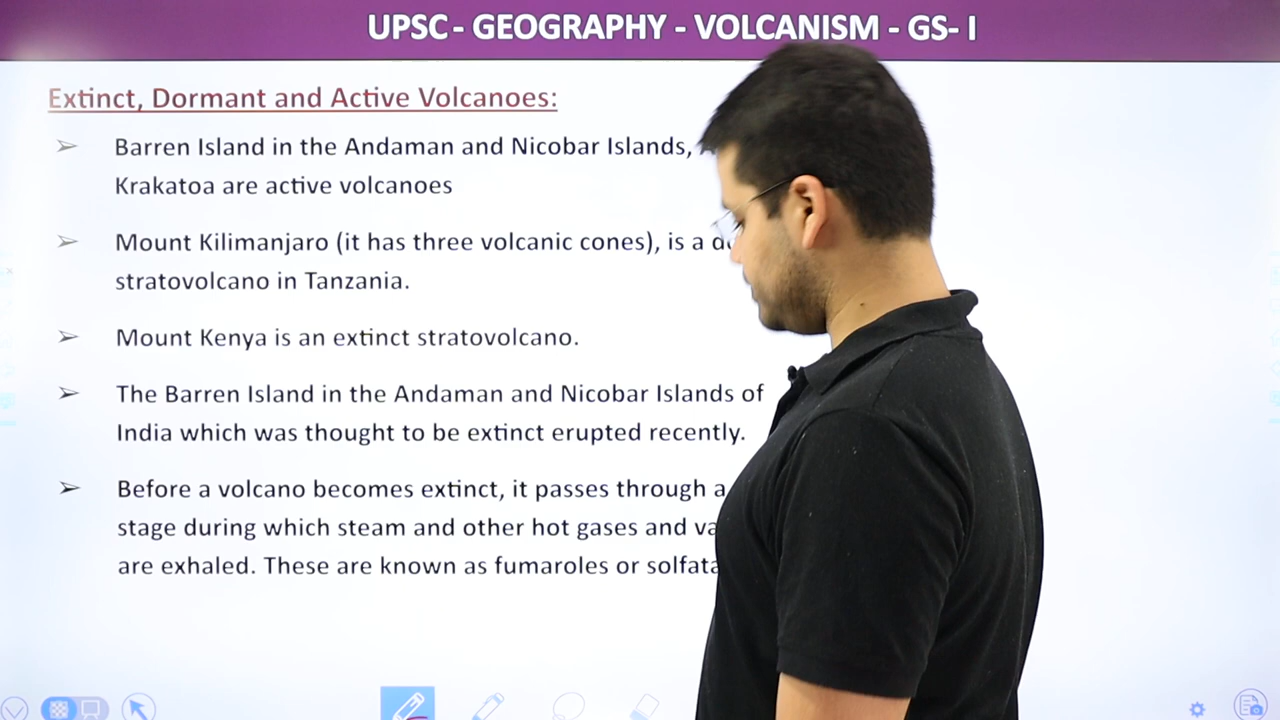 UPSC - GEOGRAPHY - VOLCANISM - GS- I
Extinct, Dormant and Active Volcanoes:
➢ Barren Island in the Andaman and Nicobar Islands,
Krakatoa are active volcanoes
➢ Mount Kilimanjaro (it has three volcanic cones), is a
stratovolcano in Tanzania.
➢ Mount Kenya is an extinct stratovolcano.
➢ The Barren Island in the Andaman and Nicobar Islands of
India which was thought to be extinct erupted recently.
➢ Before a volcano becomes extinct, it passes through a
stage during which steam and other hot gases and
are exhaled. These are known as fumaroles or